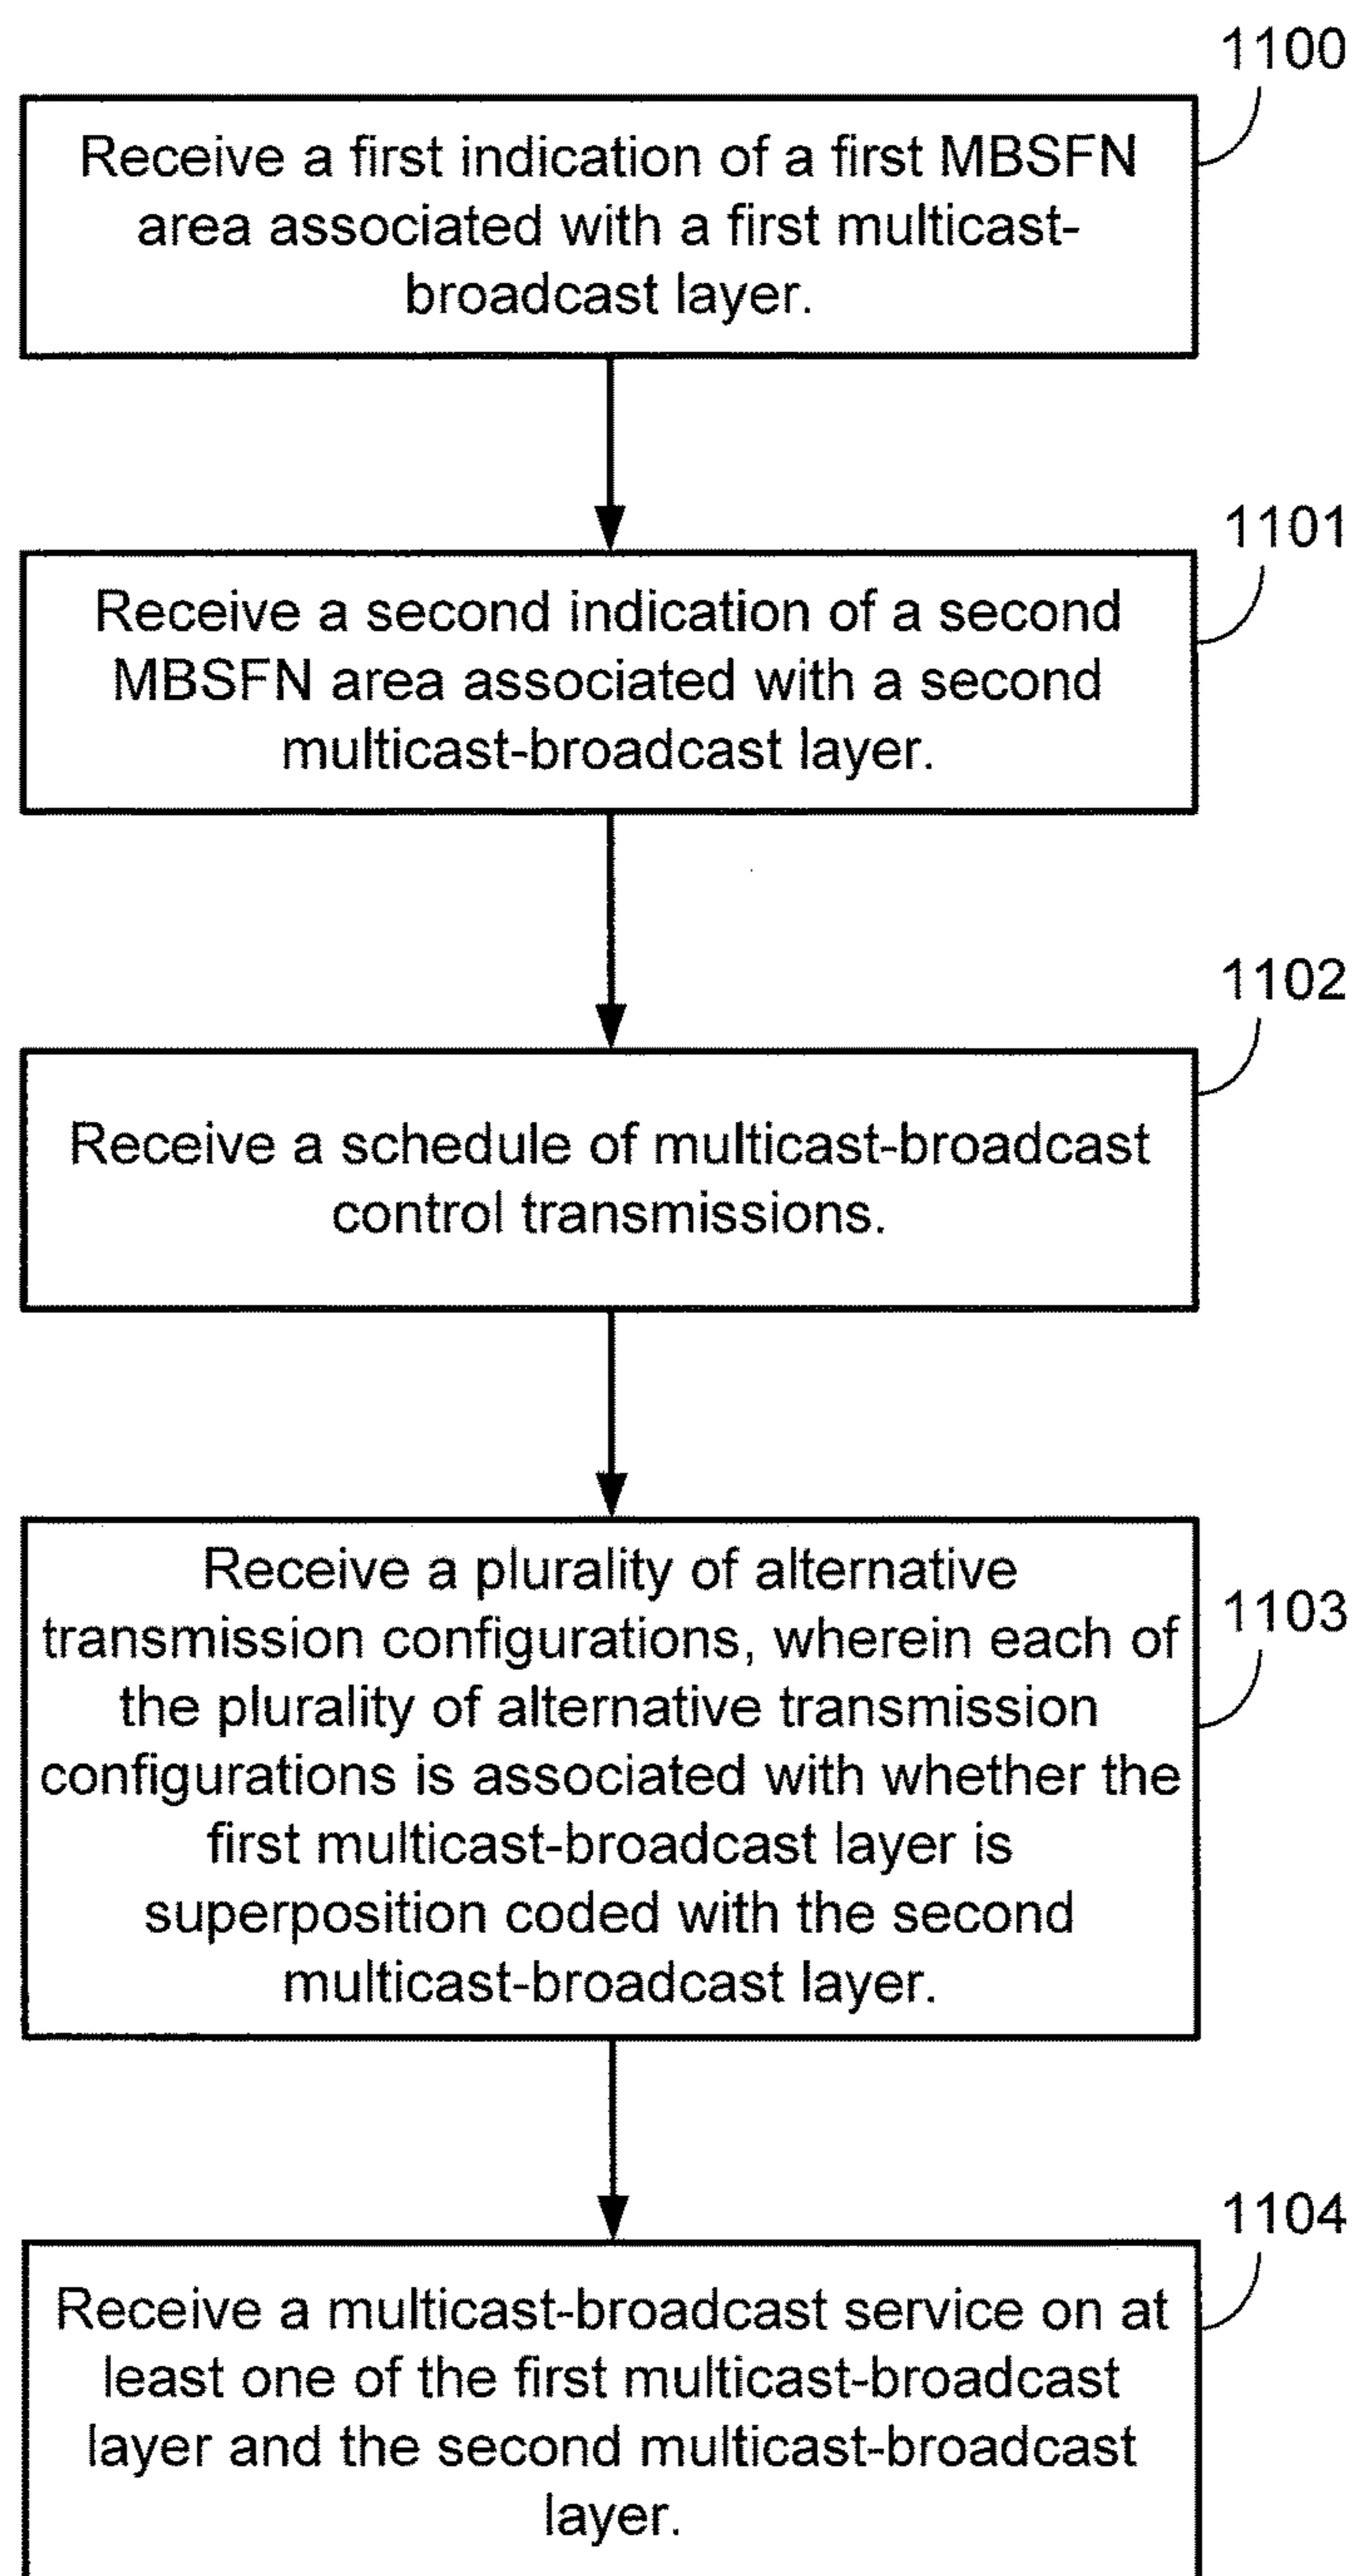 1100
Receive a first indication of a first MBSFN
area associated with a first multicast-
broadcast layer.
1101
Receive a second indication of a second
MBSFN area associated with a second
multicast-broadcast layer.
1102
Receive a schedule of multicast-broadcast
control transmissions.
1103
Receive a plurality of alternative
transmission configurations, wherein each of
the plurality of alternative transmission
configurations is associated with whether the
first multicast-broadcast layer is
superposition coded with the second
multicast-broadcast layer.
1104
Receive a multicast-broadcast service on at
least one of the first multicast-broadcast
layer and the second multicast-broadcast
layer.